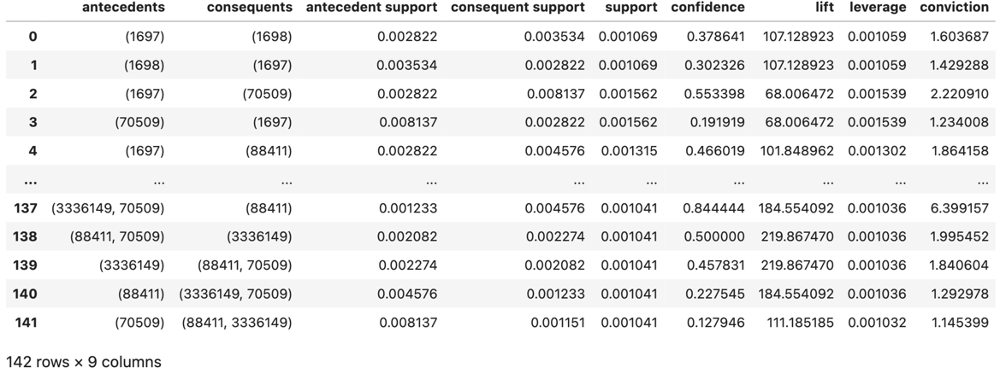 antecedents consequents antecedent support consequent support support confidence lift leverage conviction
0 (1697) (1698) 0.002822 0.003534 0.001069 0.378641 107.128923 0.001059 1.603687
1 (1698) (1697) 0.003534 0.002822 0.001069 0.302326 107.128923 0.001059 1.429288
2 (1697) (70509) 0.002822 0.008137 0.001562 0.553398 68.006472 0.001539 2.220910
3 (70509) (1697) 0.008137 0.002822 0.001562 0.191919 68.006472 0.001539 1.234008
4 (1697) (88411) 0.002822 0.004576 0.001315 0.466019 101.848962 0.001302 1.864158
... ... ... ... ... ... ... ... ... ...
137 (3336149, 70509) (88411) 0.001233 0.004576 0.001041 0.844444 184.554092 0.001036 6.399157
138 (88411, 70509) (3336149) 0.002082 0.002274 0.001041 0.500000 219.867470 0.001036 1.995452
139 (3336149) (88411, 70509) 0.002274 0.002082 0.001041 0.457831 219.867470 0.001036 1.840604
140 (88411) (3336149, 70509) 0.004576 0.001233 0.001041 0.227545 184.554092 0.001036 1.292978
141 (70509) (88411, 3336149) 0.008137 0.001151 0.001041 0.127946 111.185185 0.001032 1.145399
142 rows × 9 columns